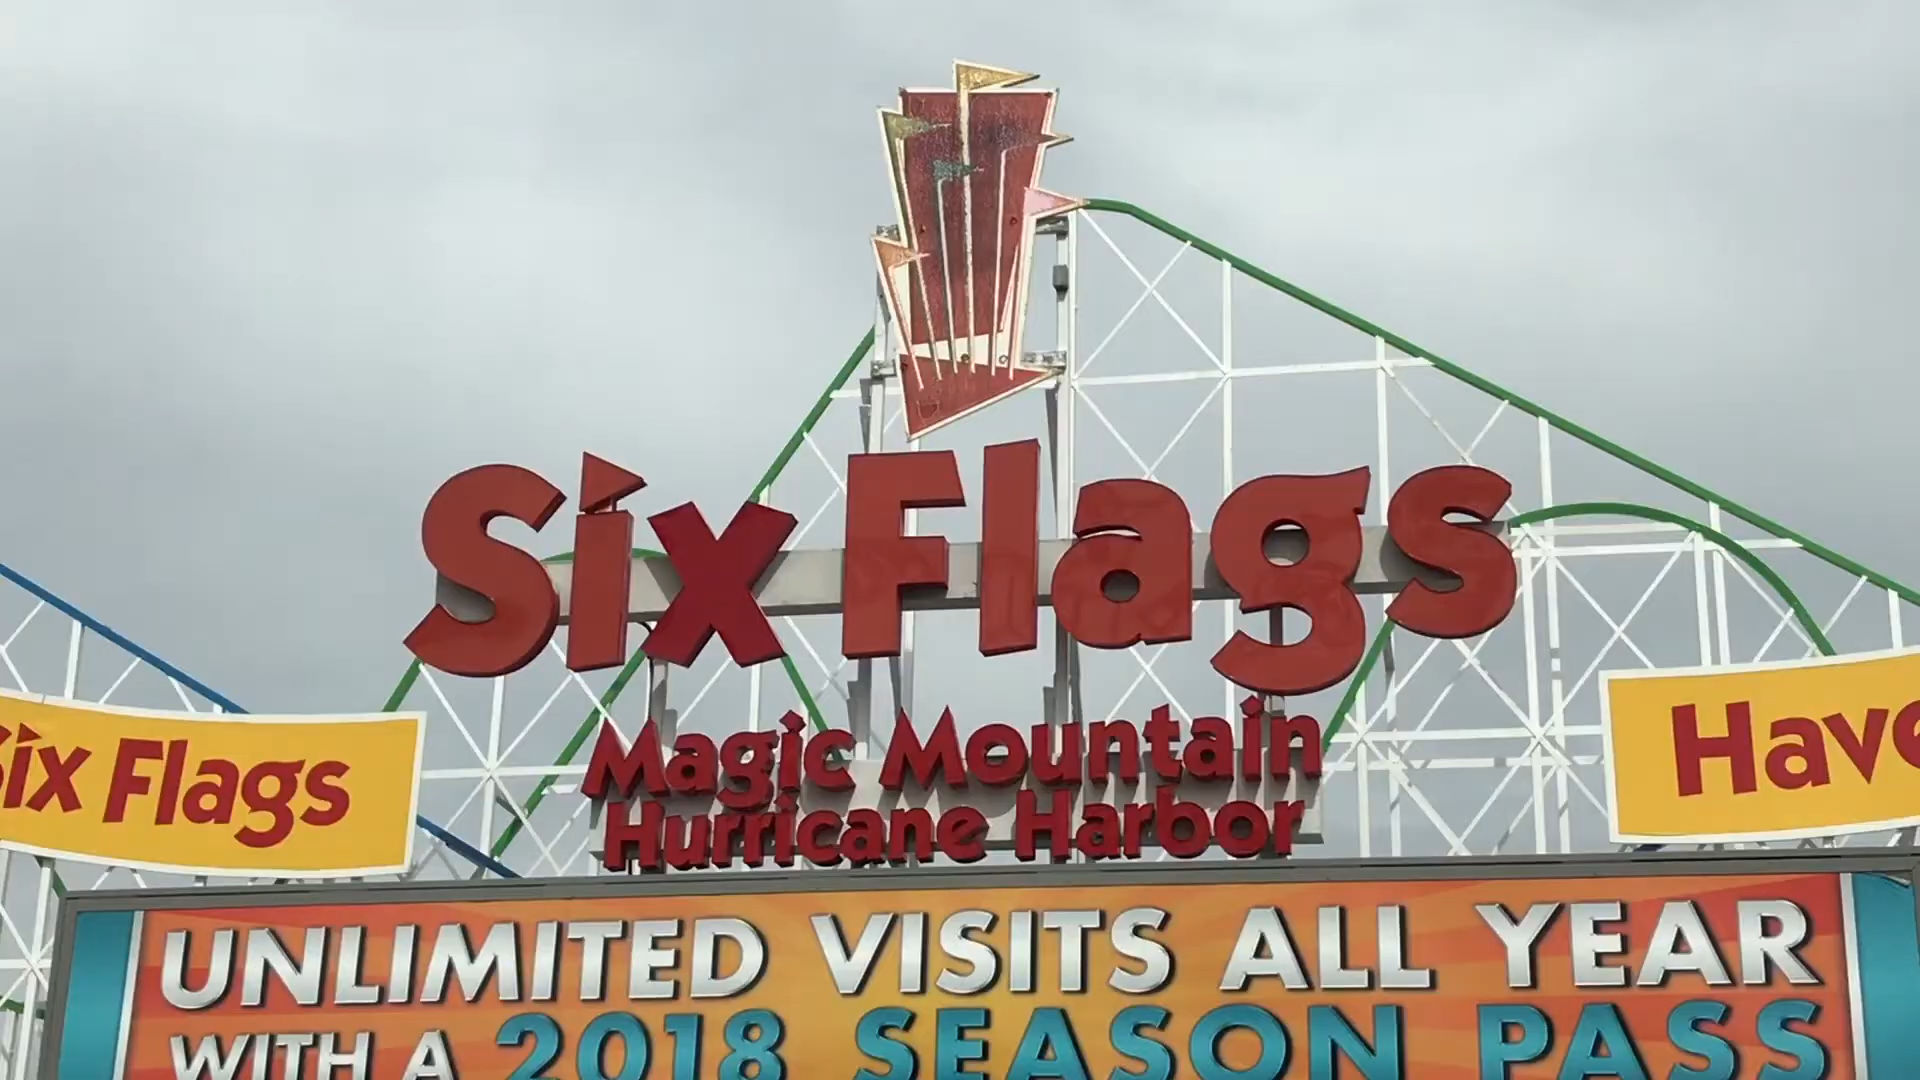 Six Flags
Magic Mountain
Hurricane Harbor
Six Flags
Have
UNLIMITED VISITS ALL YEAR
WITH A 2018 SEASON PASS